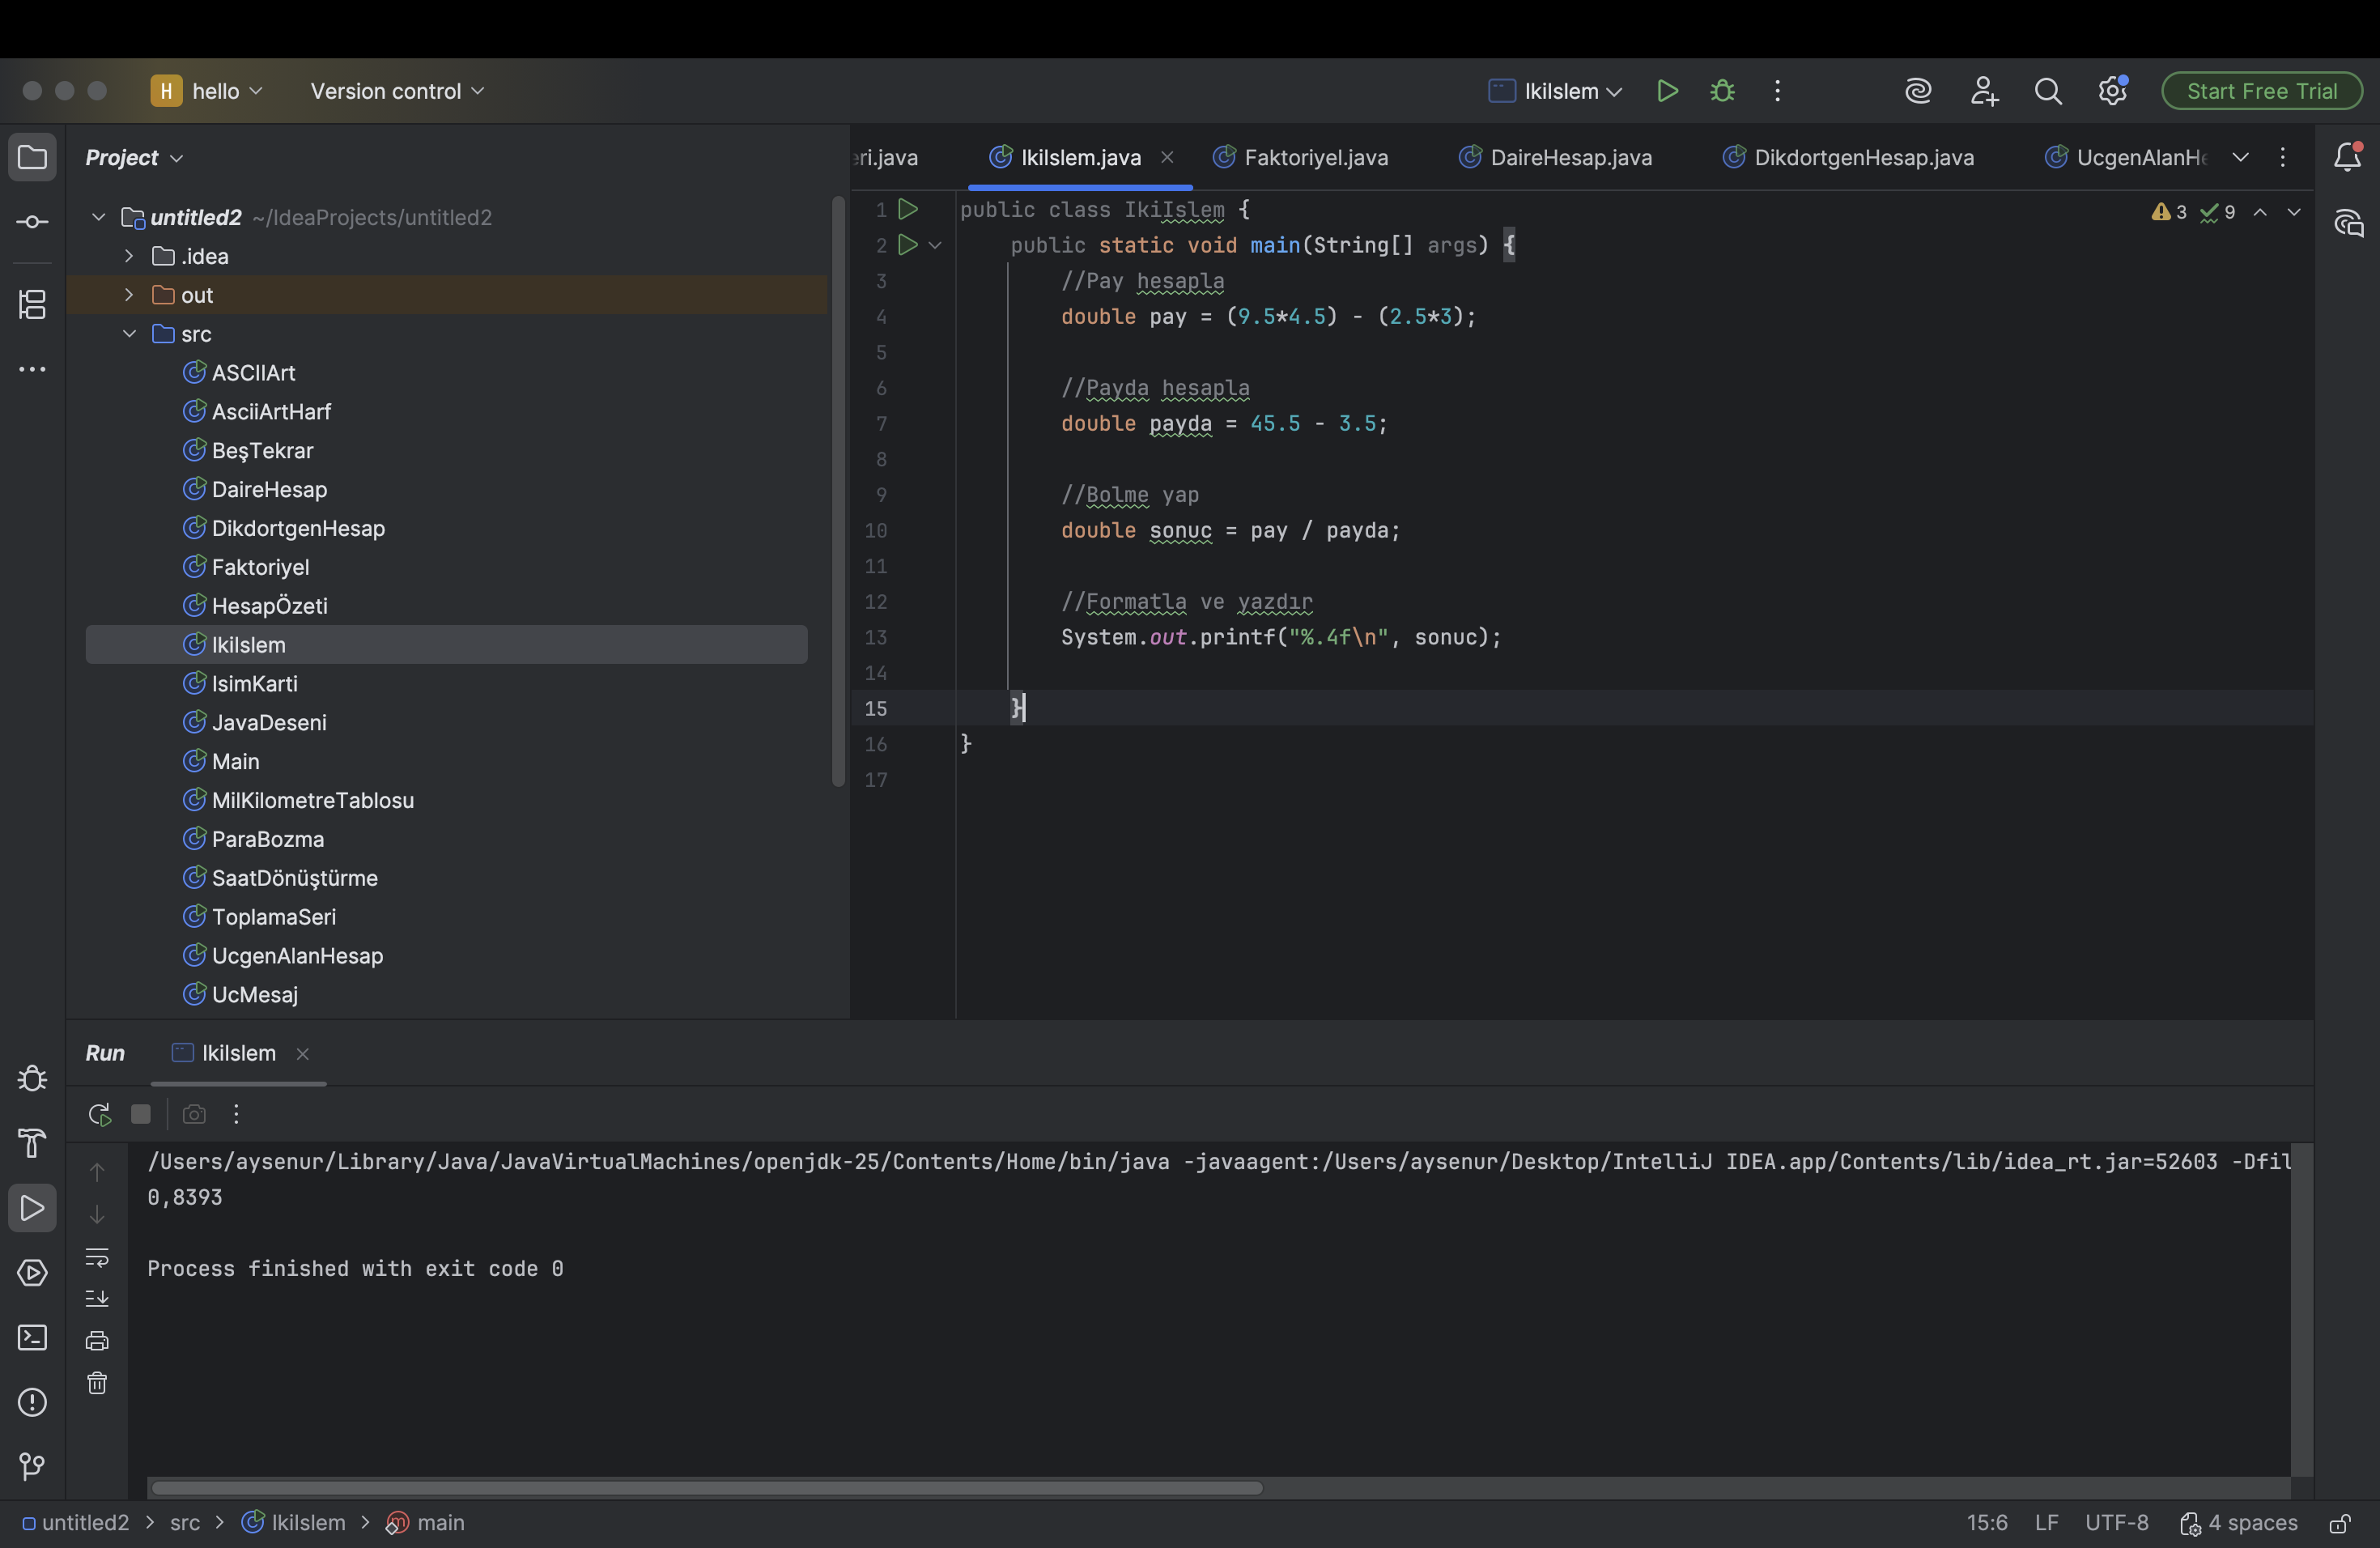 H hello
Version control
IkiIslem
Start Free Trial
Project
untitled2 ~/IdeaProjects/untitled2
.idea
out
src
ASCIIArt
AsciiArtHarf
BeşTekrar
DaireHesap
DikdortgenHesap
Faktoriyel
HesapÖzeti
IkiIslem
IsimKarti
JavaDeseni
Main
MilKilometreTablosu
ParaBozma
SaatDönüştürme
ToplamaSeri
UcgenAlanHesap
UcMesaj
eri.java IkiIslem.java Faktoriyel.java DaireHesap.java DikdortgenHesap.java UcgenAlanHe
3 9
1 public class IkiIslem {
2 public static void main(String[] args) {
3 //Pay hesapla
4 double pay = (9.5*4.5) - (2.5*3);
5
6 //Payda hesapla
7 double payda = 45.5 - 3.5;
8
9 //Bolme yap
10 double sonuc = pay / payda;
11
12 //Formatla ve yazdır
13 System.out.printf("%.4f\n", sonuc);
14
15 }
16 }
17
Run IkiIslem
/Users/aysenur/Library/Java/JavaVirtualMachines/openjdk-25/Contents/Home/bin/java -javaagent:/Users/aysenur/Desktop/IntelliJ IDEA.app/Contents/lib/idea_rt.jar=52603 -Dfil
0,8393
Process finished with exit code 0
untitled2 > src > IkiIslem > main
15:6 LF UTF-8 4 spaces